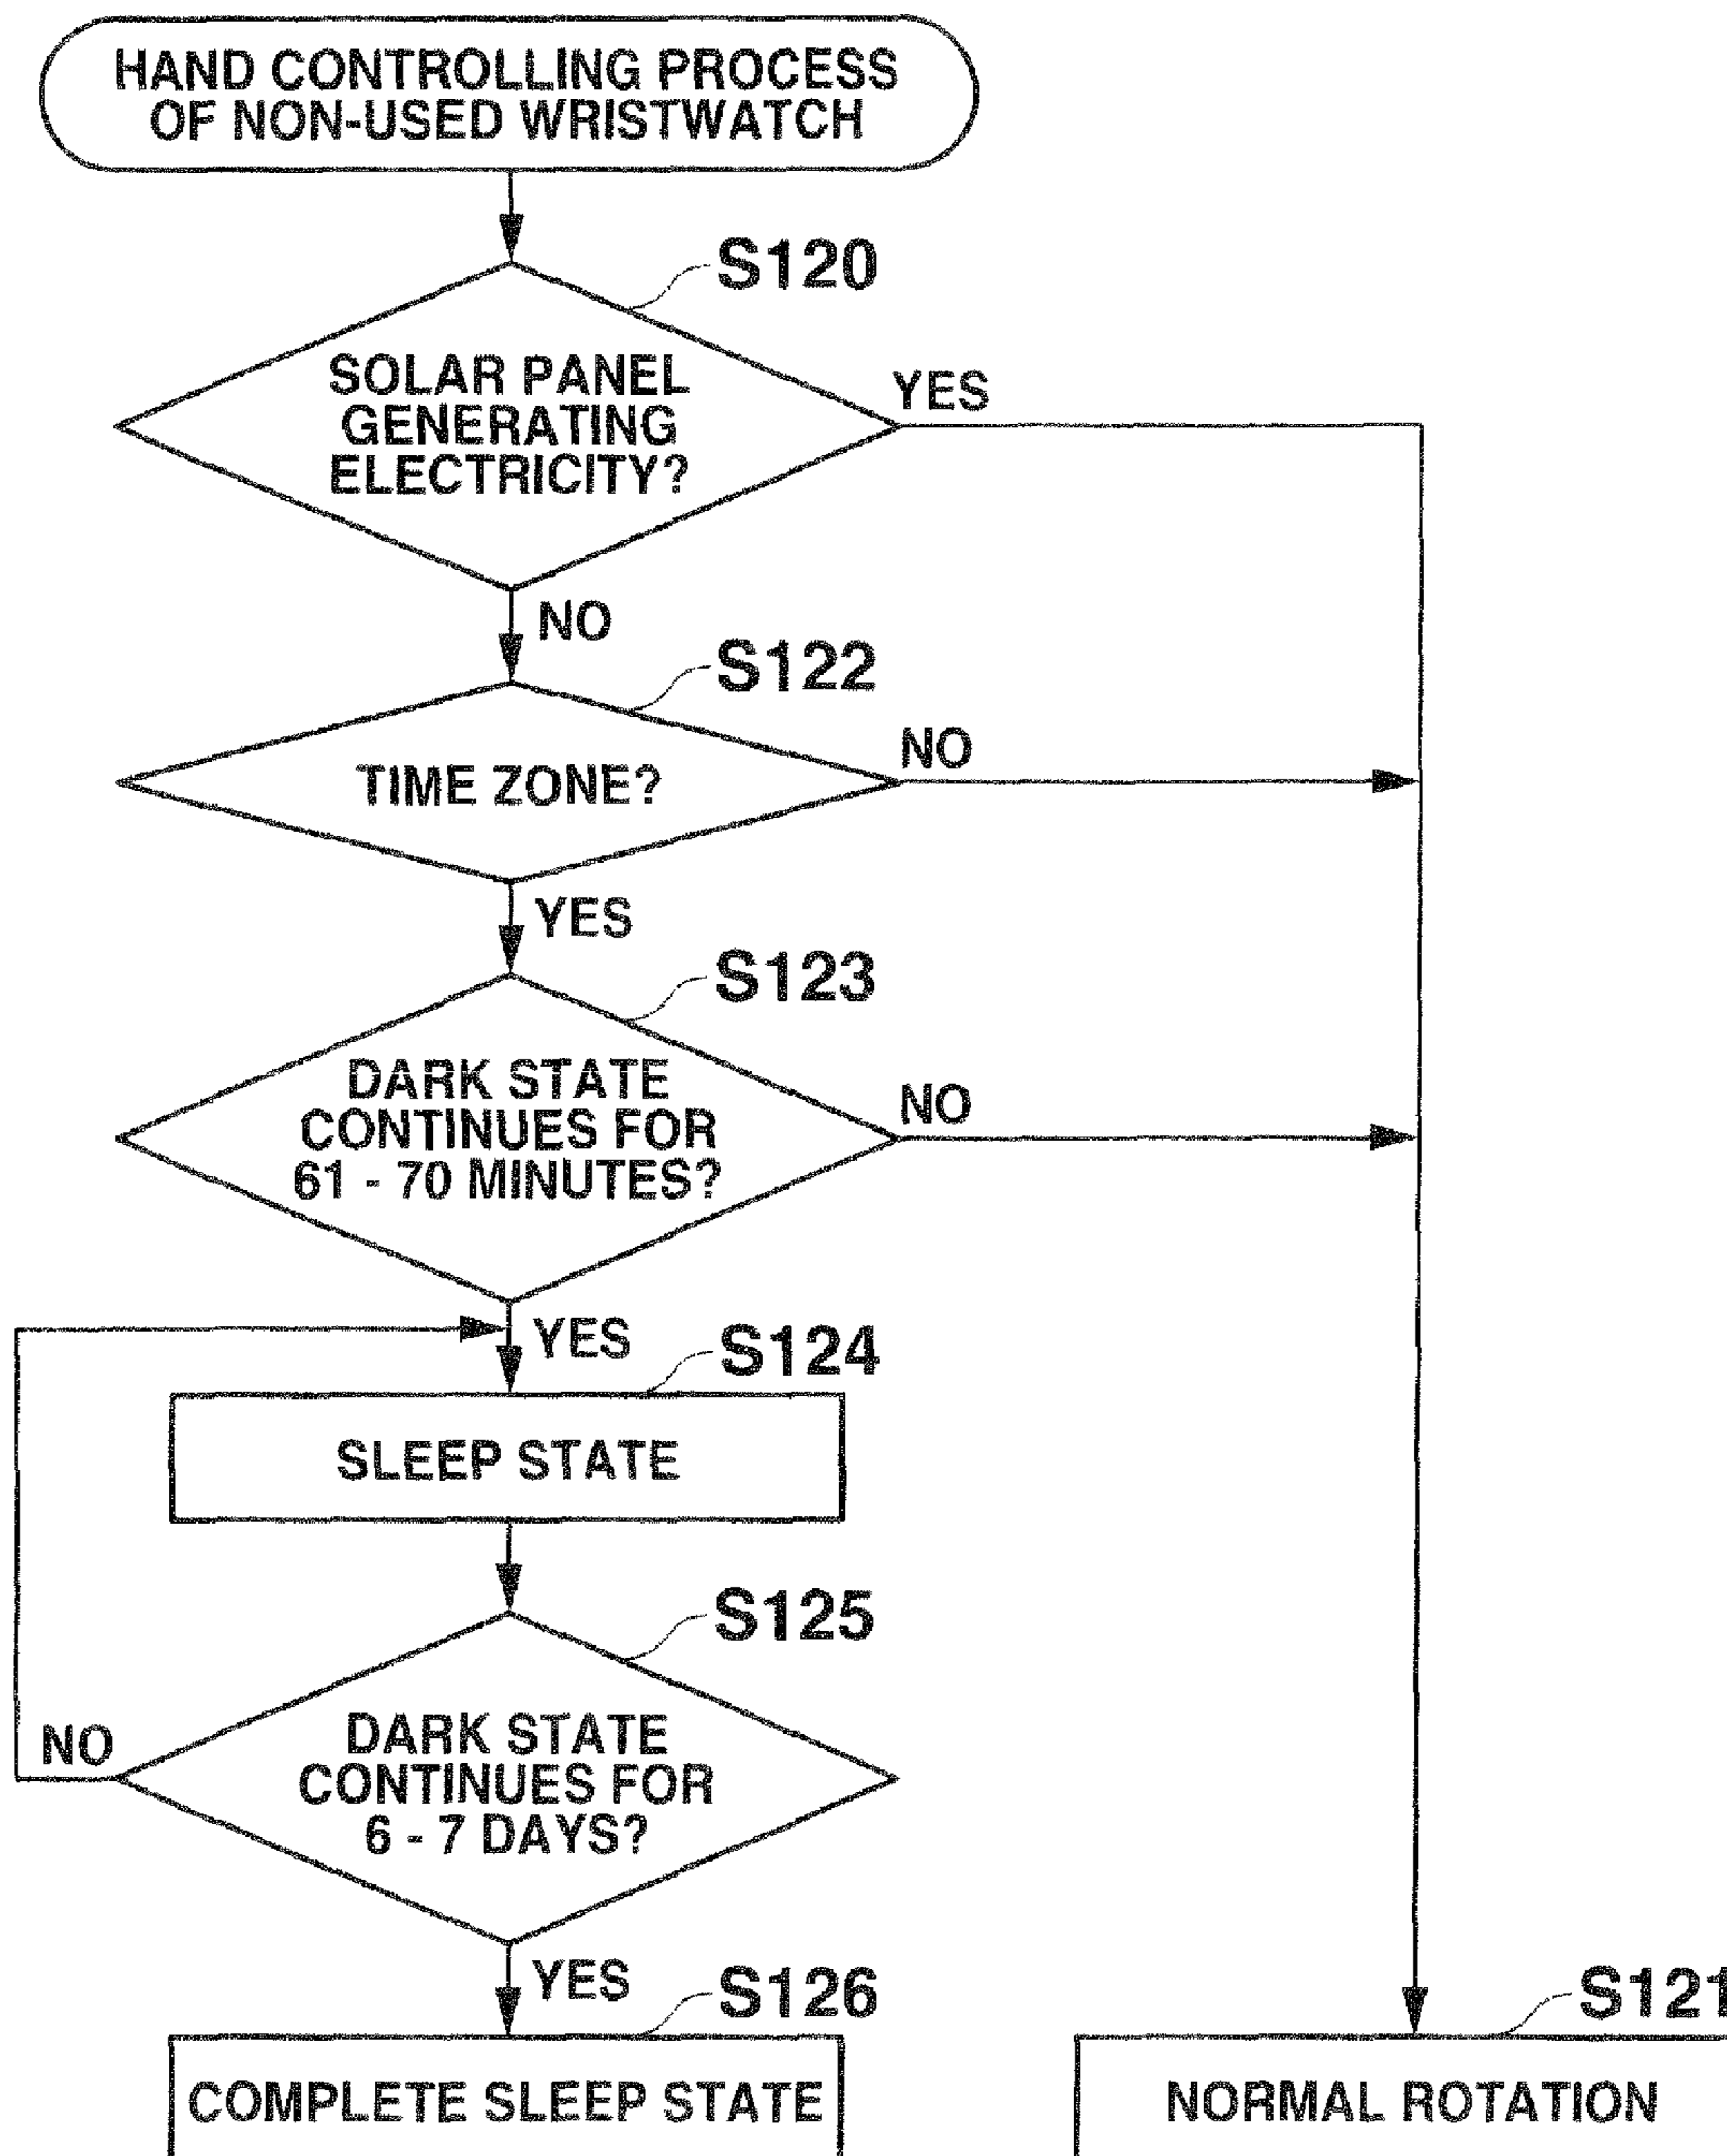 HAND CONTROLLING PROCESS
OF NON-USED WRISTWATCH
S120
SOLAR PANEL
GENERATING
ELECTRICITY?
YES
NO
S122
TIME ZONE?
NO
YES
S123
DARK STATE
CONTINUES FOR
61 - 70 MINUTES?
NO
YES
S124
SLEEP STATE
S125
DARK STATE
CONTINUES FOR
6 - 7 DAYS?
NO
YES
S126
S121
COMPLETE SLEEP STATE
NORMAL ROTATION